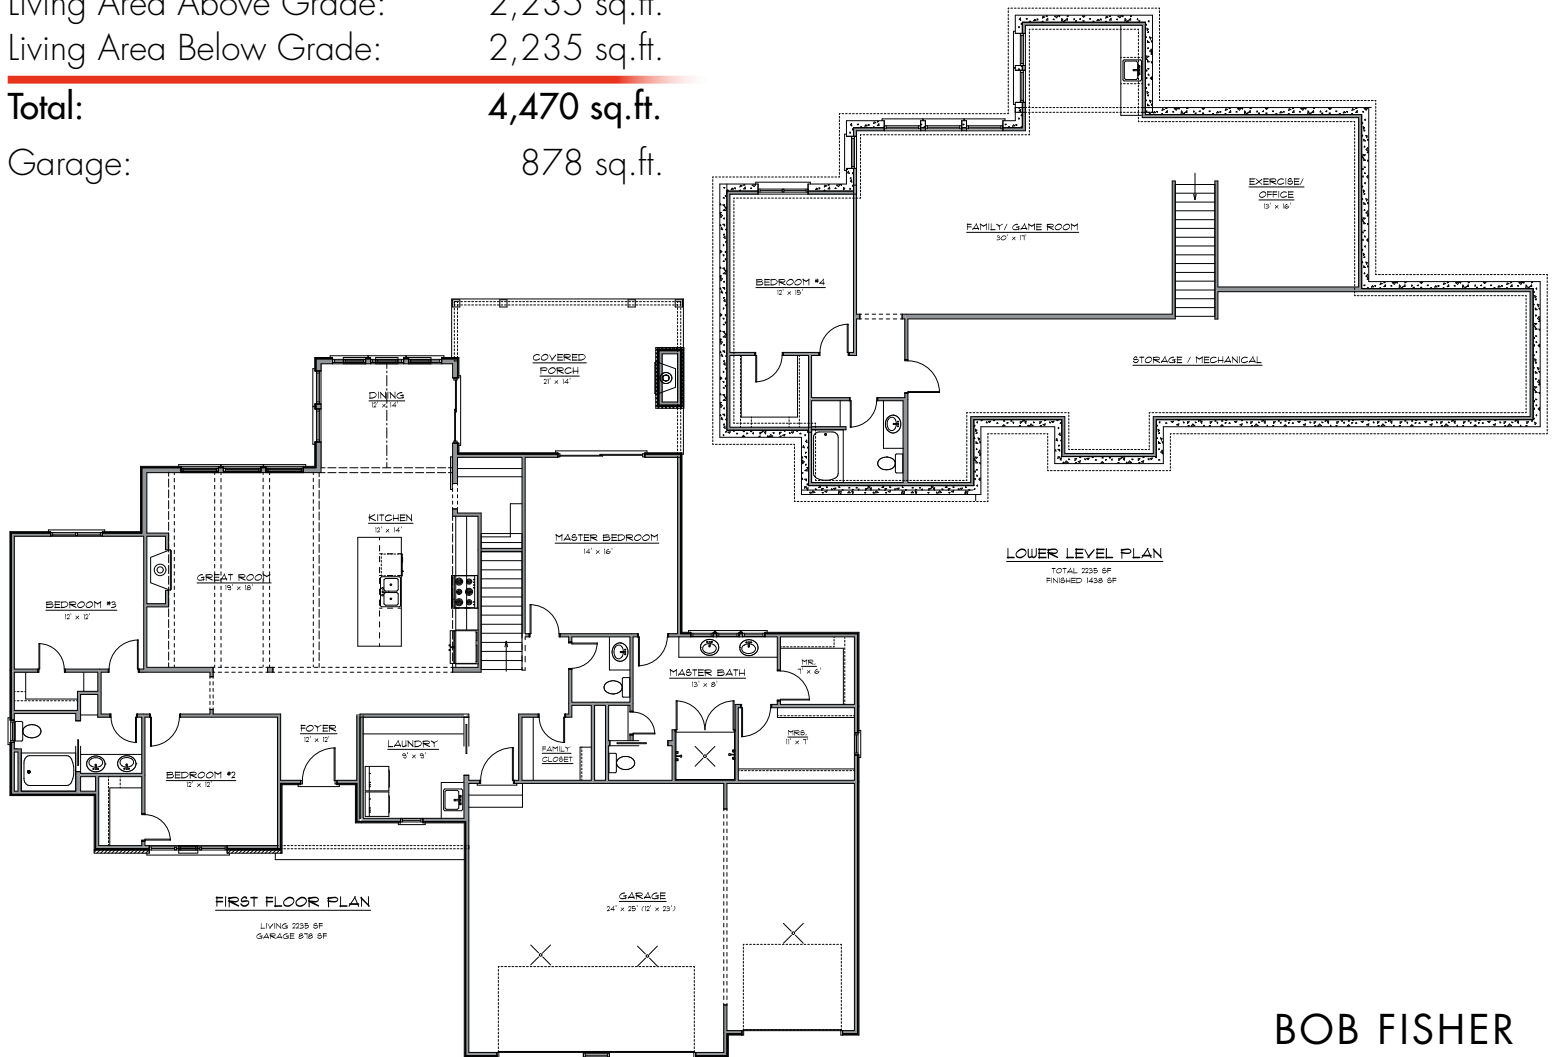 Living Area Above Grade: 2,235 sq.ft.
Living Area Below Grade: 2,235 sq.ft.
Total: 4,470 sq.ft.
Garage: 878 sq.ft.
EXERCISE/
OFFICE
13' x 16'
FAMILY/ GAME ROOM
30' x 17'
BEDROOM #4
12' x 15'
STORAGE / MECHANICAL
LOWER LEVEL PLAN
TOTAL 2235 SF
FINISHED 1438 SF
COVERED
PORCH
21' x 14'
DINING
12' x 14'
KITCHEN
12' x 14'
MASTER BEDROOM
14' x 16'
GREAT ROOM
19' x 18'
BEDROOM #3
12' x 12'
MASTER BATH
13' x 8'
MR.
7' x 6'
MRS.
11' x 7'
FOYER
12' x 12'
LAUNDRY
9' x 9'
FAMILY
CLOSET
BEDROOM #2
12' x 12'
GARAGE
24' x 25' (12' x 23')
FIRST FLOOR PLAN
LIVING 2235 SF
GARAGE 878 SF
BOB FISHER